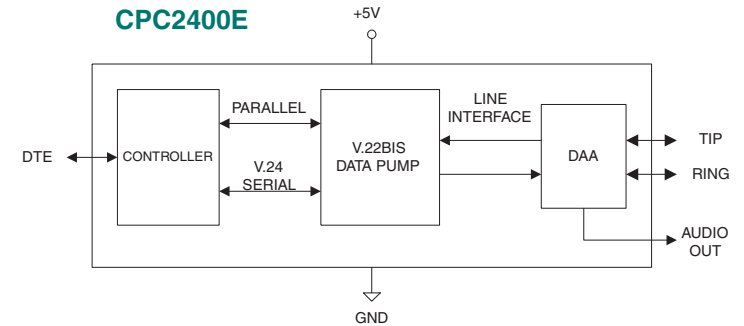 CPC2400E
+5V
DTE
CONTROLLER
PARALLEL
V.24
SERIAL
V.22BIS
DATA PUMP
LINE
INTERFACE
DAA
TIP
RING
AUDIO
OUT
GND